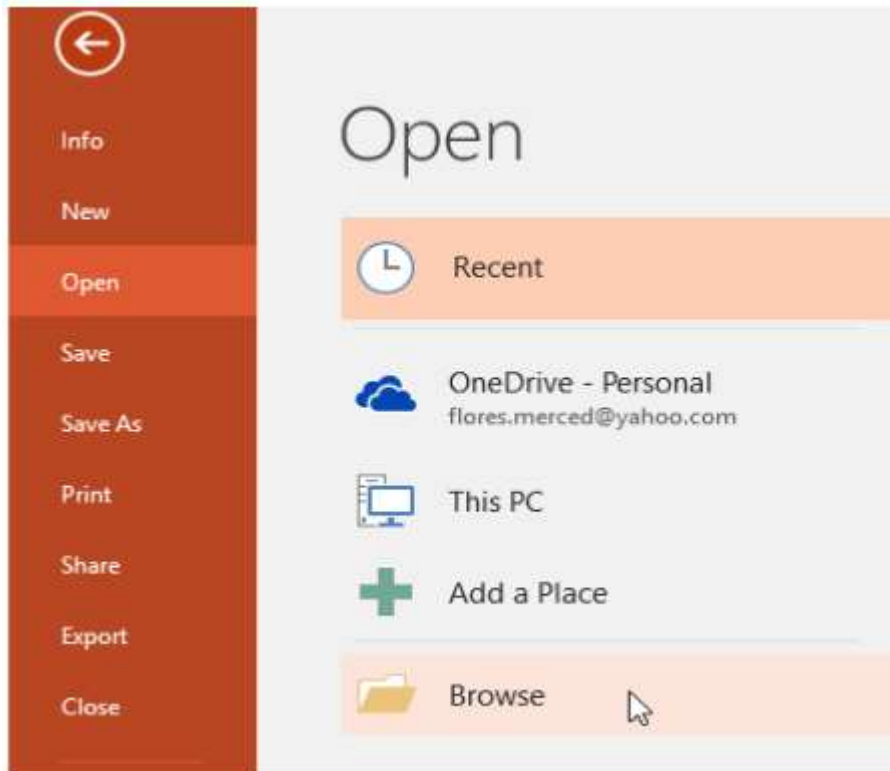 Info
New
Open
Save
Save As
Print
Share
Export
Close
Open
Recent
OneDrive - Personal
flores.merced@yahoo.com
This PC
Add a Place
Browse